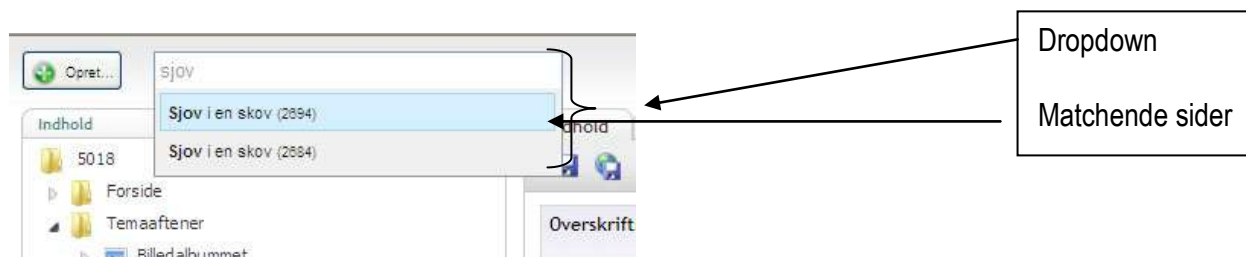 Opret...
sjov
Sjov i en skov (2694)
Sjov i en skov (2684)
Indhold
5018
Forside
Temaaftener
Billedalbummet
dhold
Overskrift
Dropdown
Matchende sider